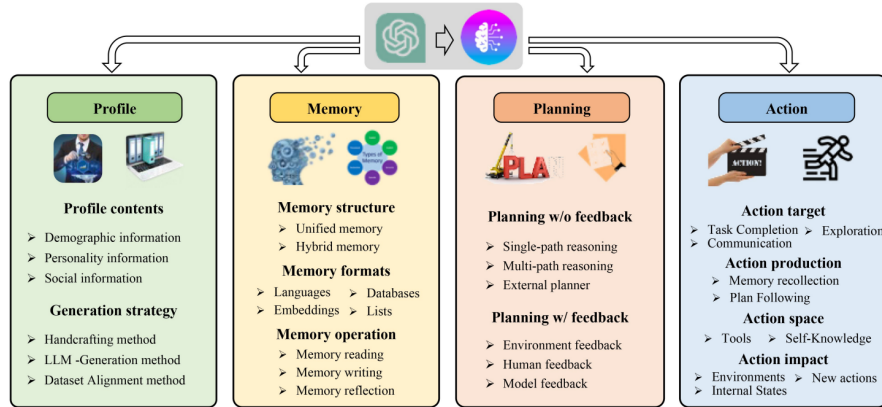 Profile
Profile contents
Demographic information
Personality information
Social information
Generation strategy
Handcrafting method
LLM -Generation method
Dataset Alignment method
Memory
Types of
Memory
Memory structure
Unified memory
Hybrid memory
Memory formats
Languages
Databases
Embeddings
Lists
Memory operation
Memory reading
Memory writing
Memory reflection
Planning
PLAN
Planning w/o feedback
Single-path reasoning
Multi-path reasoning
External planner
Planning w/ feedback
Environment feedback
Human feedback
Model feedback
Action
ACTION!
Action target
Task Completion
Exploration
Communication
Action production
Memory recollection
Plan Following
Action space
Tools
Self-Knowledge
Action impact
Environments
New actions
Internal States